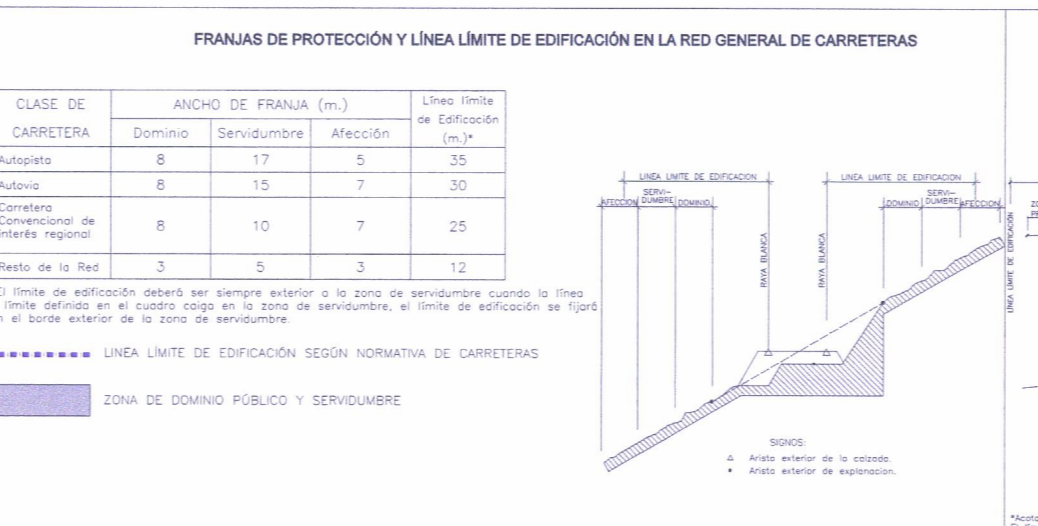 FRANJAS DE PROTECCIÓN Y LÍNEA LÍMITE DE EDIFICACIÓN EN LA RED GENERAL DE CARRETERAS
CLASE DE CARRETERA
ANCHO DE FRANJA (m.)
Línea límite de Edificación (m.)*
Dominio Servidumbre Afección
Autopista 8 17 5 35
Autovia 8 15 7 30
Carretera Convencional de interés regional 8 10 7 25
Resto de la Red 3 5 3 12
El límite de edificación deberá ser siempre exterior a la zona de servidumbre cuando la línea
límite definida en el cuadro caiga en la zona de servidumbre, el límite de edificación se fijará
el borde exterior de la zona de servidumbre.
LINEA LÍMITE DE EDIFICACIÓN SEGÚN NORMATIVA DE CARRETERAS
ZONA DE DOMINIO PÚBLICO Y SERVIDUMBRE
LINEA LIMITE DE EDIFICACION
LINEA LIMITE DE EDIFICACION
AFECCION
SERVI-
DUMBRE
DOMINIO
DOMINIO
SERVI-
DUMBRE
AFECCION
RAYA BLANCA
RAYA BLANCA
LÍNEA LÍMITE DE EDIFICACIÓN
SIGNOS:
△ Arista exterior de la calzada.
• Arista exterior de explanacion.